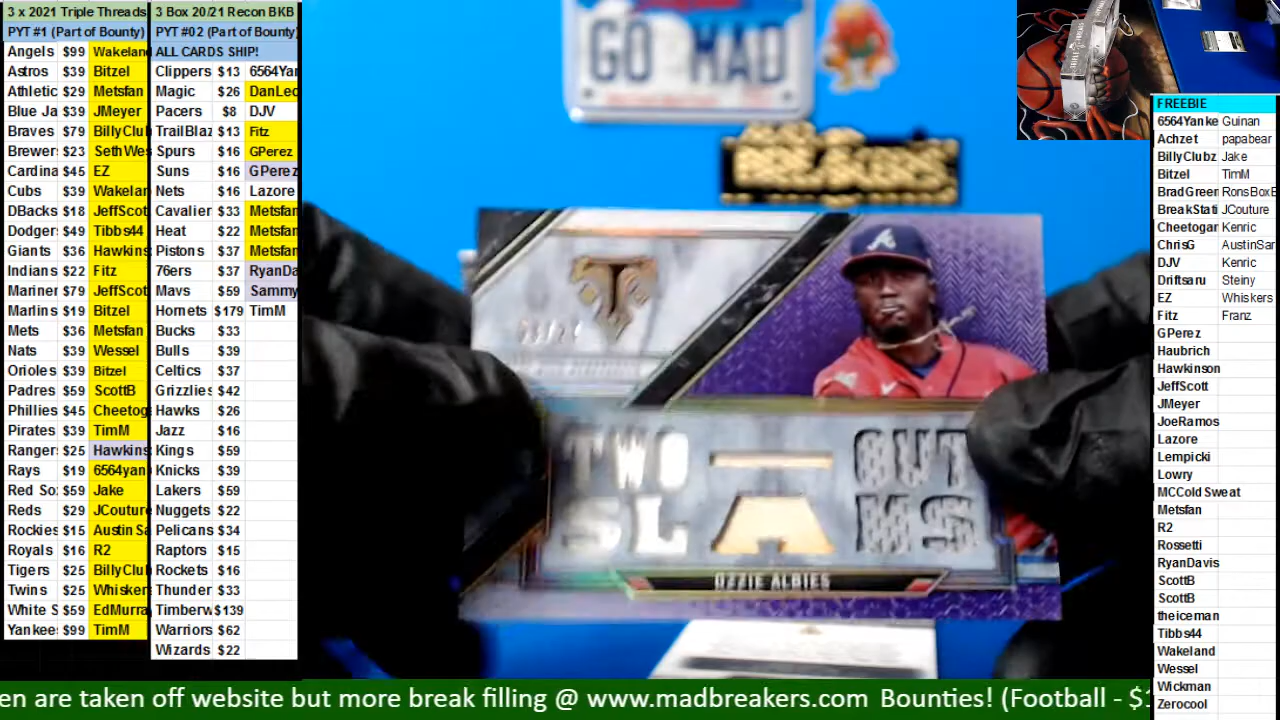 3 x 2021 Triple Threads
PYT #1 (Part of Bounty)
Angels $99 Wakeland
Astros $39 Bitzel
Athletic $29 Metsfan
Blue Ja $39 JMeyer
Braves $79 BillyClub
Brewer $23 SethWes
Cardina $45 EZ
Cubs $39 Wakelan
DBacks $18 JeffScot
Dodger $49 Tibbs44
Giants $36 Hawkins
Indians $22 Fitz
Mariner $79 JeffScot
Marlins $19 Bitzel
Mets $36 Metsfan
Nats $39 Wessel
Orioles $39 Bitzel
Padres $59 ScottB
Phillies $45 Cheetog
Pirates $39 TimM
Ranger $25 Hawkins
Rays $19 6564yan
Red So $59 Jake
Reds $29 JCouture
Rockies $15 Austin Sa
Royals $16 R2
Tigers $25 BillyClub
Twins $25 Whisker
White S $59 EdMurra
Yankee $99 TimM
3 Box 20/21 Recon BKB
PYT #02 (Part of Bounty)
ALL CARDS SHIP!
Clippers $13 6564Yan
Magic $26 DanLeo
Pacers $8 DJV
TrailBlaz $13 Fitz
Spurs $16 GPerez
Suns $16 GPerez
Nets $16 Lazore
Cavalier $33 Metsfan
Heat $22 Metsfan
Pistons $37 Metsfan
76ers $37 RyanDa
Mavs $59 Sammy
Hornets $179 TimM
Bucks $33
Bulls $39
Celtics $37
Grizzlies $42
Hawks $26
Jazz $16
Kings $59
Knicks $39
Lakers $59
Nuggets $22
Pelicans $34
Raptors $15
Rockets $16
Thunder $33
Timberw $139
Warriors $62
Wizards $22
GO MAD
TWO OUT
SL A MS
OZZIE ALBIES
FREEBIE
6564Yanke Guinan
Achzet papabear
BillyClubz Jake
Bitzel TimM
BradGreen RonsBoxB
BreakStati JCouture
Cheetogar Kenric
ChrisG AustinSan
DJV Kenric
Driftsaru Steiny
EZ Whiskers
Fitz Franz
GPerez
Haubrich
Hawkinson
JeffScott
JMeyer
JoeRamos
Lazore
Lempicki
Lowry
MCCold Sweat
Metsfan
R2
Rossetti
RyanDavis
ScottB
ScottB
theiceman
Tibbs44
Wakeland
Wessel
Wickman
Zerocool
en are taken off website but more break filling @ www.madbreakers.com Bounties! (Football - $